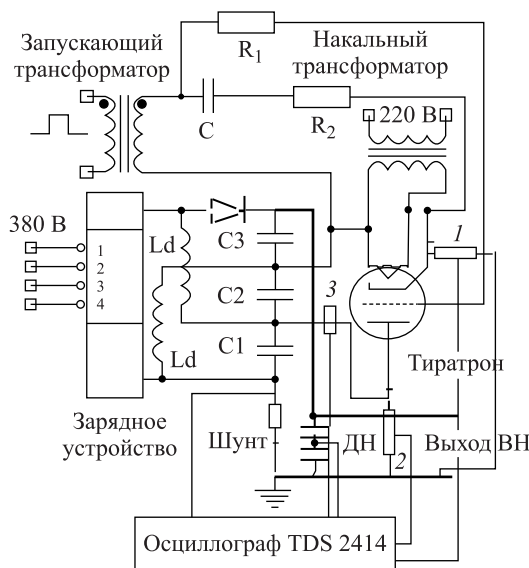 Запускающий
трансформатор
R1
Накальный
трансформатор
C
R2
220 В
380 В
1
2
3
4
Ld
Ld
C3
C2
C1
3
1
Тиратрон
Зарядное
устройство
Шунт
ДН
2
Выход ВН
Осциллограф TDS 2414